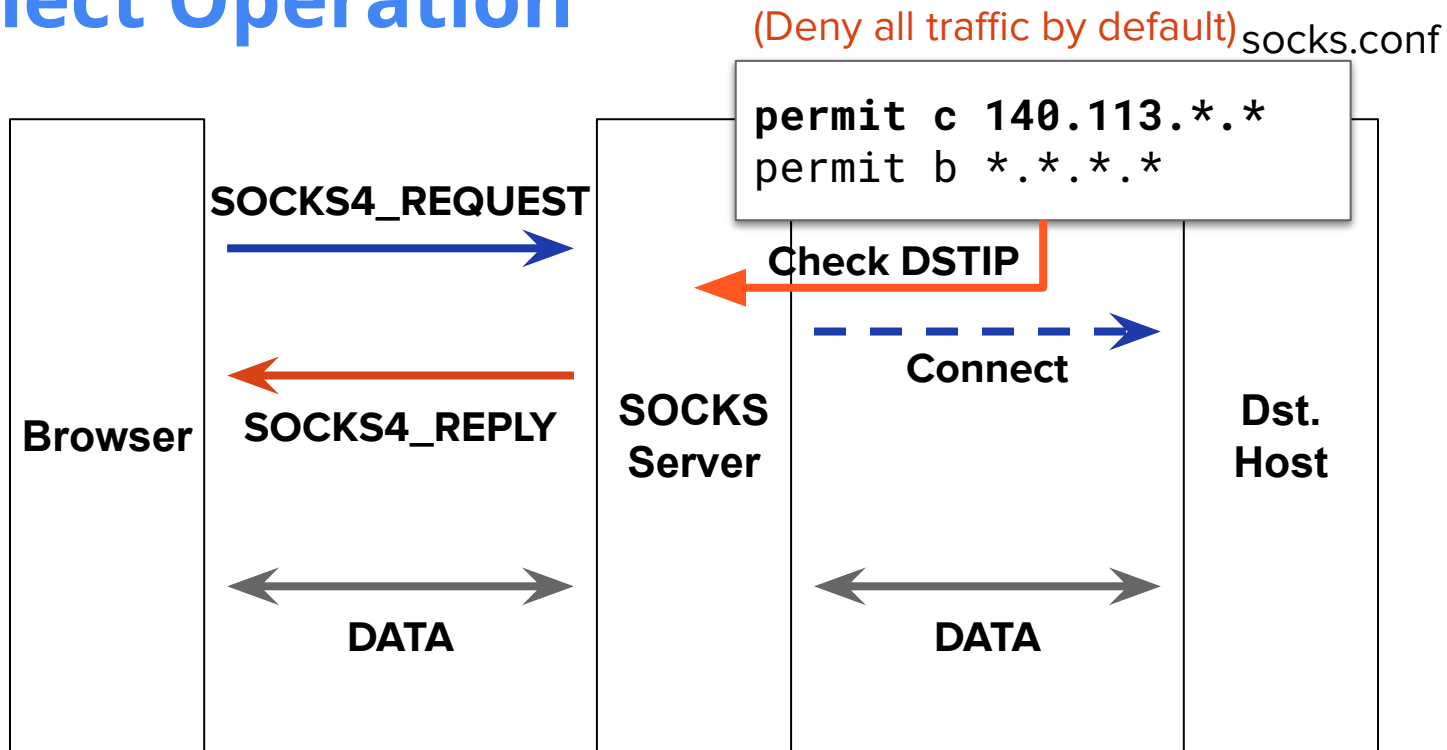 lect Operation
(Deny all traffic by default)
socks.conf
permit c 140.113.*.*
permit b *.*.*.*
SOCKS4_REQUEST
Check DSTIP
Connect
SOCKS4_REPLY
Browser
SOCKS
Server
Dst.
Host
DATA
DATA